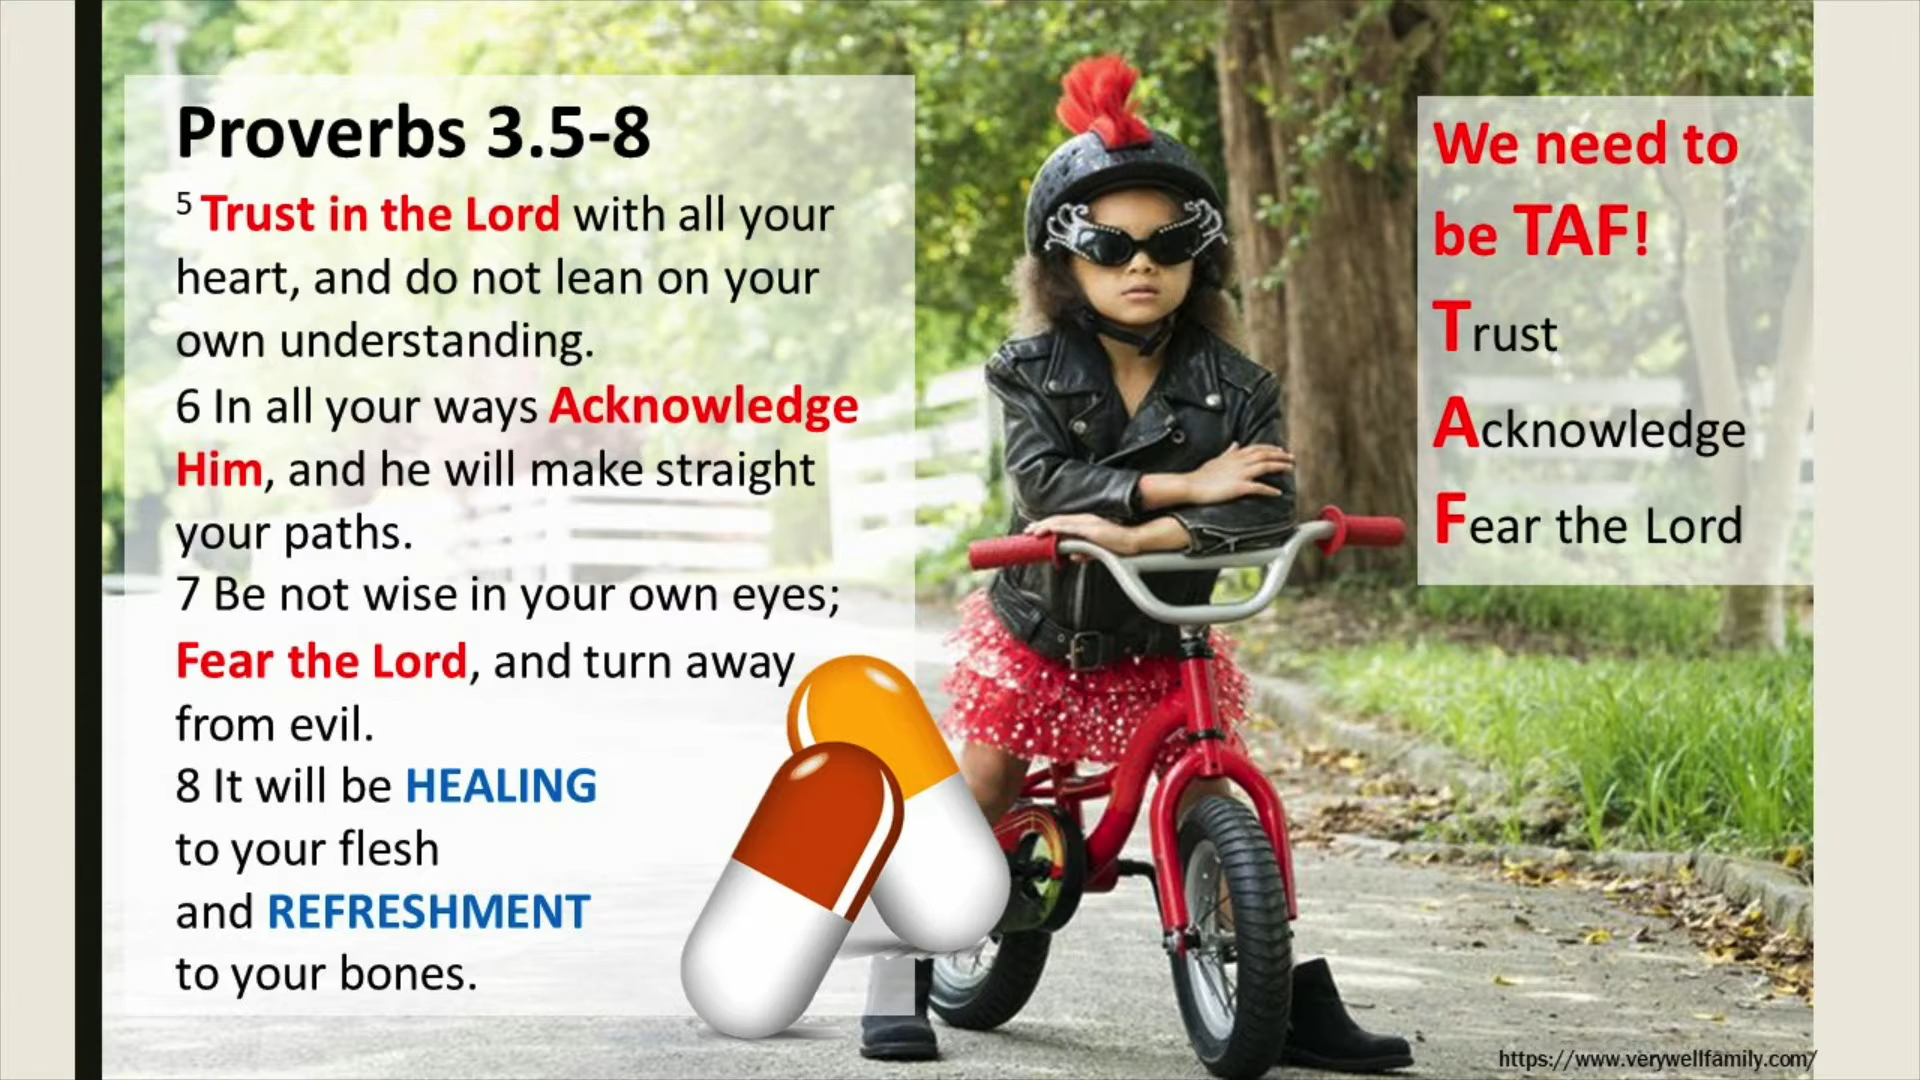 Proverbs 3.5-8
5 Trust in the Lord with all your
heart, and do not lean on your
own understanding.
6 In all your ways Acknowledge
Him, and he will make straight
your paths.
7 Be not wise in your own eyes;
Fear the Lord, and turn away
from evil.
8 It will be HEALING
to your flesh
and REFRESHMENT
to your bones.
We need to
be TAF!
Trust
Acknowledge
Fear the Lord
https://www.verywellfamily.com/